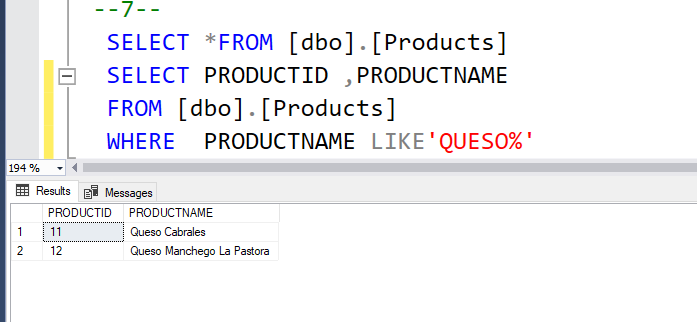 --7--
SELECT *FROM [dbo].[Products]
SELECT PRODUCTID ,PRODUCTNAME
FROM [dbo].[Products]
WHERE  PRODUCTNAME LIKE'QUESO%'
194 %
Results Messages
PRODUCTID PRODUCTNAME
1 11 Queso Cabrales
2 12 Queso Manchego La Pastora